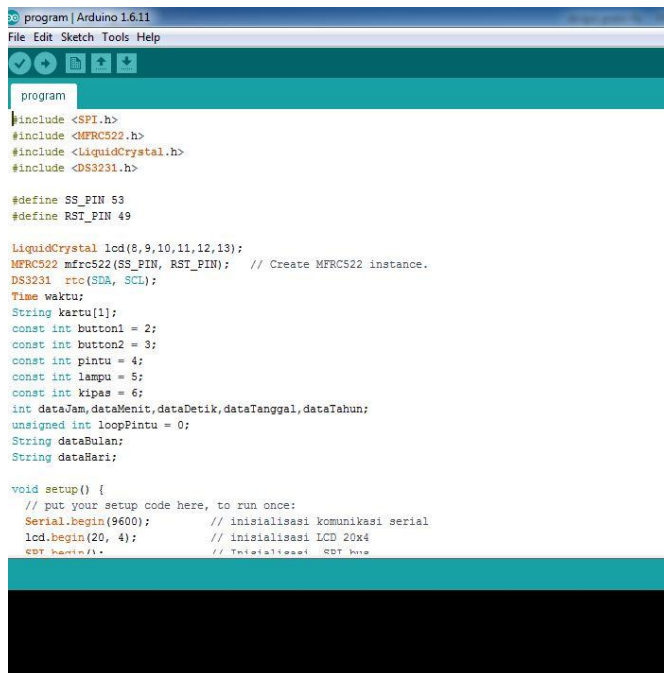 program | Arduino 1.6.11
File Edit Sketch Tools Help
program
#include <SPI.h>
#include <MFRC522.h>
#include <LiquidCrystal.h>
#include <DS3231.h>
#define SS_PIN 53
#define RST_PIN 49
LiquidCrystal lcd(8,9,10,11,12,13);
MFRC522 mfrc522(SS_PIN, RST_PIN);   // Create MFRC522 instance.
DS3231  rtc(SDA, SCL);
Time waktu;
String kartu[1];
const int button1 = 2;
const int button2 = 3;
const int pintu = 4;
const int lampu = 5;
const int kipas = 6;
int dataJam,dataMenit,dataDetik,dataTanggal,dataTahun;
unsigned int loopPintu = 0;
String dataBulan;
String dataHari;
void setup() {
  // put your setup code here, to run once:
  Serial.begin(9600);        // inisialisasi komunikasi serial
  lcd.begin(20, 4);          // inisialisasi LCD 20x4
  SPI.begin();               // Inisialisasi  SPI bus